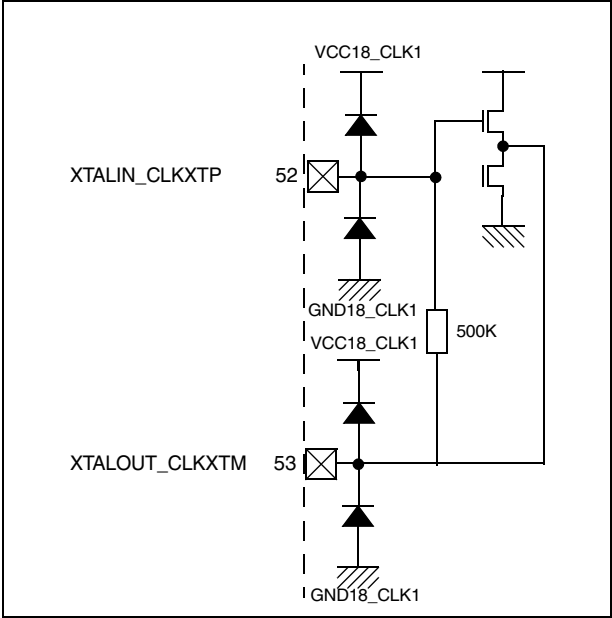 VCC18_CLK1
XTALIN_CLKXTP 52
GND18_CLK1
500K
VCC18_CLK1
XTALOUT_CLKXTM 53
GND18_CLK1